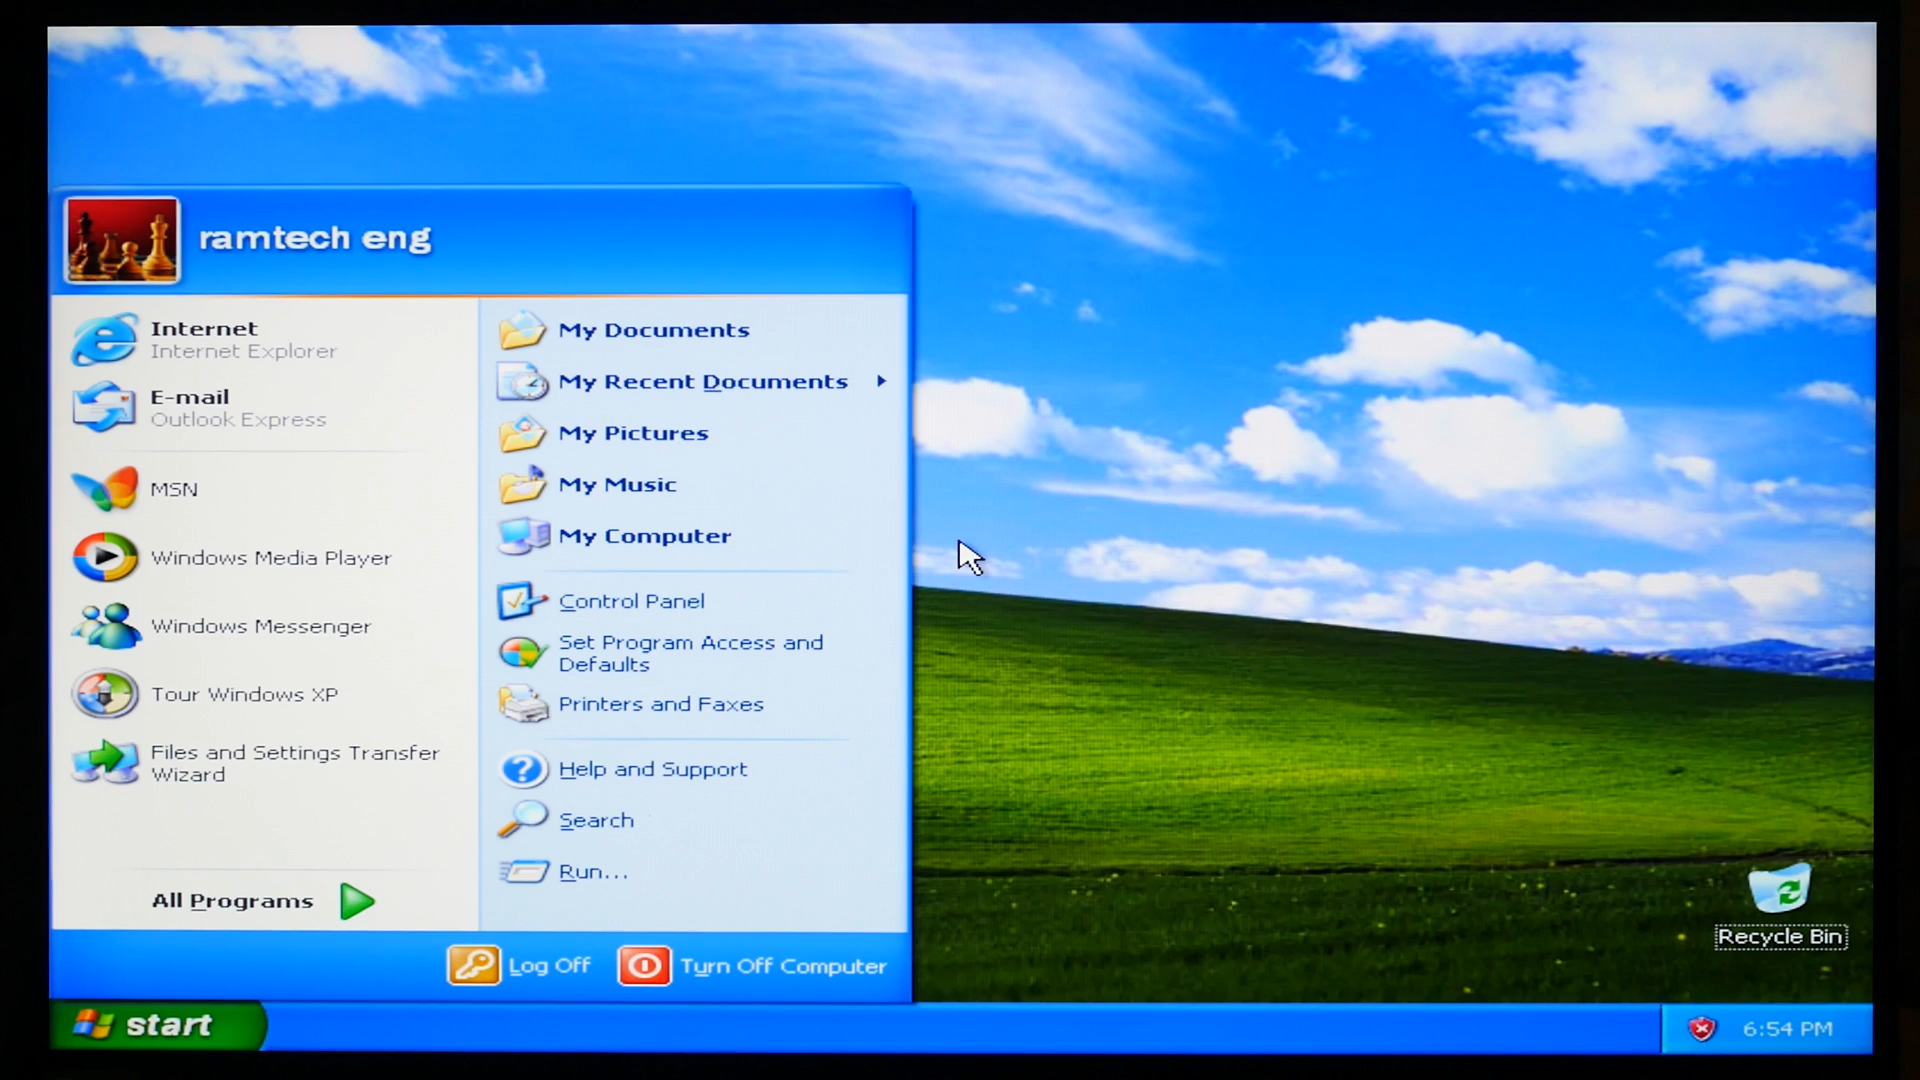 ramtech eng
Internet
Internet Explorer
E-mail
Outlook Express
MSN
Windows Media Player
Windows Messenger
Tour Windows XP
Files and Settings Transfer
Wizard
All Programs
My Documents
My Recent Documents
My Pictures
My Music
My Computer
Control Panel
Set Program Access and
Defaults
Printers and Faxes
Help and Support
Search
Run...
Log Off
Turn Off Computer
Recycle Bin
start
6:54 PM